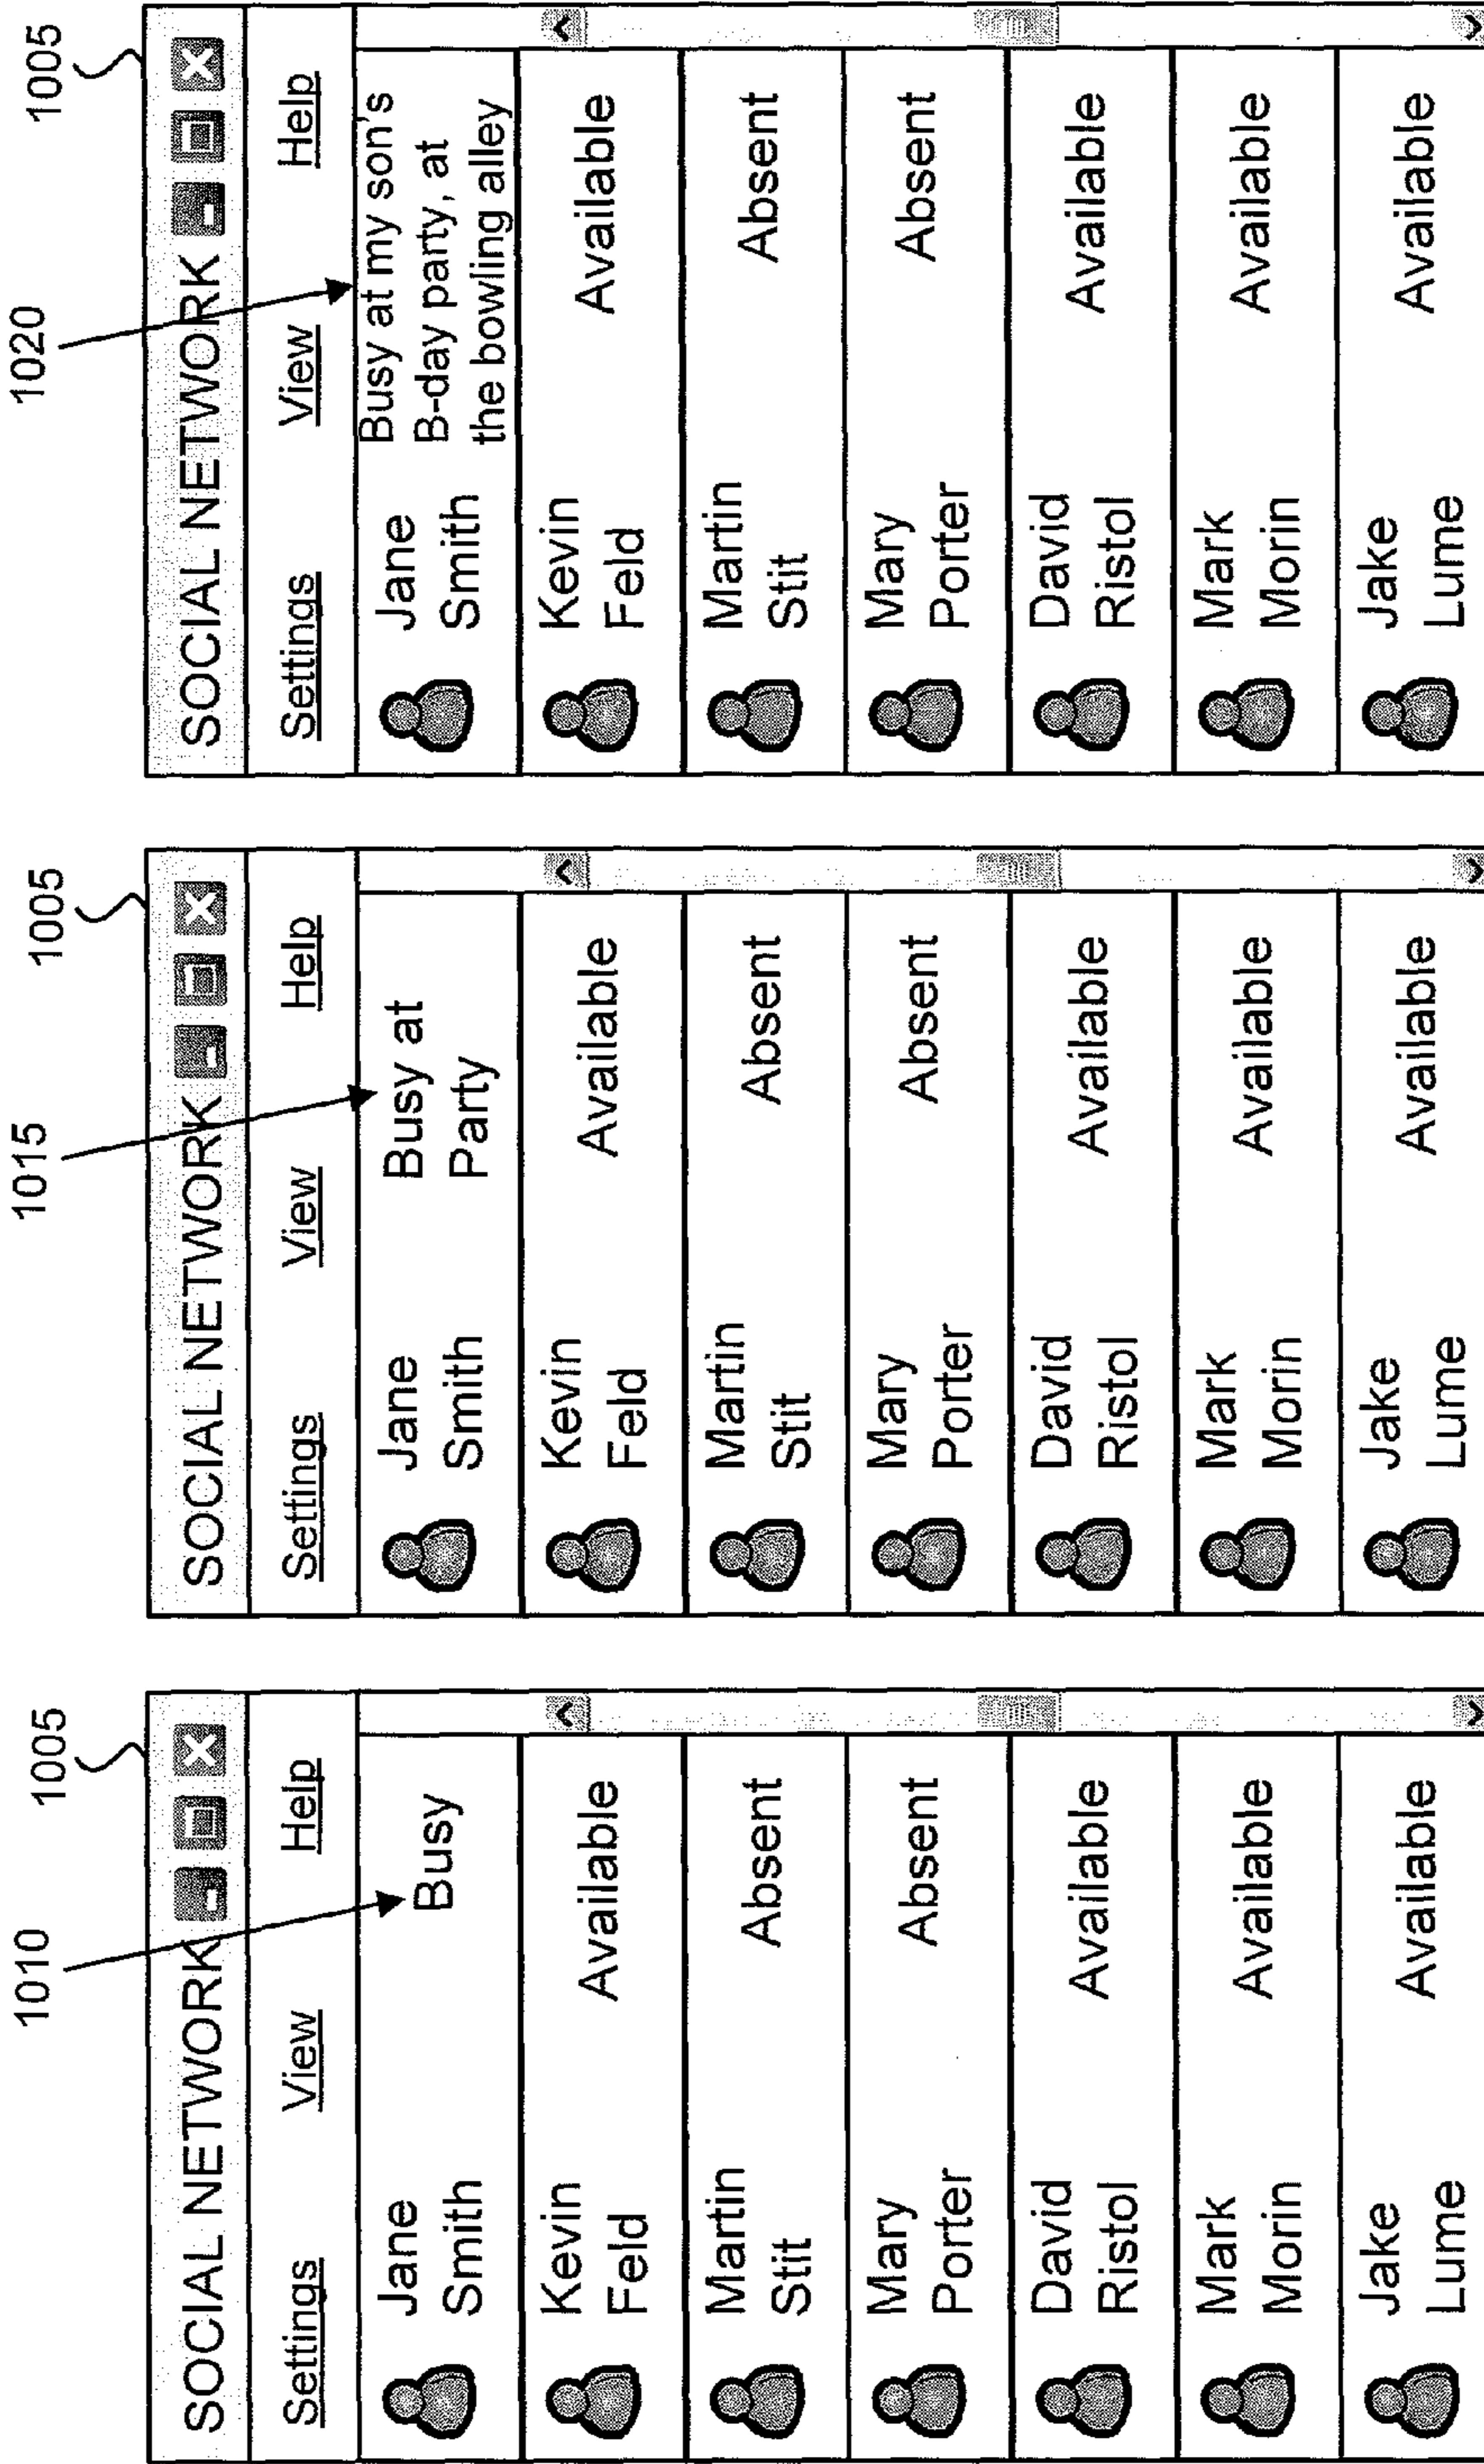 1010
1005
SOCIAL NETWORK
Settings View Help
Jane
Smith
Busy
Kevin
Feld
Available
Martin
Stit
Absent
Mary
Porter
Absent
David
Ristol
Available
Mark
Morin
Available
Jake
Lume
Available
1015
1005
SOCIAL NETWORK
Settings View Help
Jane
Smith
Busy at
Party
Kevin
Feld
Available
Martin
Stit
Absent
Mary
Porter
Absent
David
Ristol
Available
Mark
Morin
Available
Jake
Lume
Available
1020
1005
SOCIAL NETWORK
Settings View Help
Jane
Smith
Busy at my son's
B-day party, at
the bowling alley
Kevin
Feld
Available
Martin
Stit
Absent
Mary
Porter
Absent
David
Ristol
Available
Mark
Morin
Available
Jake
Lume
Available